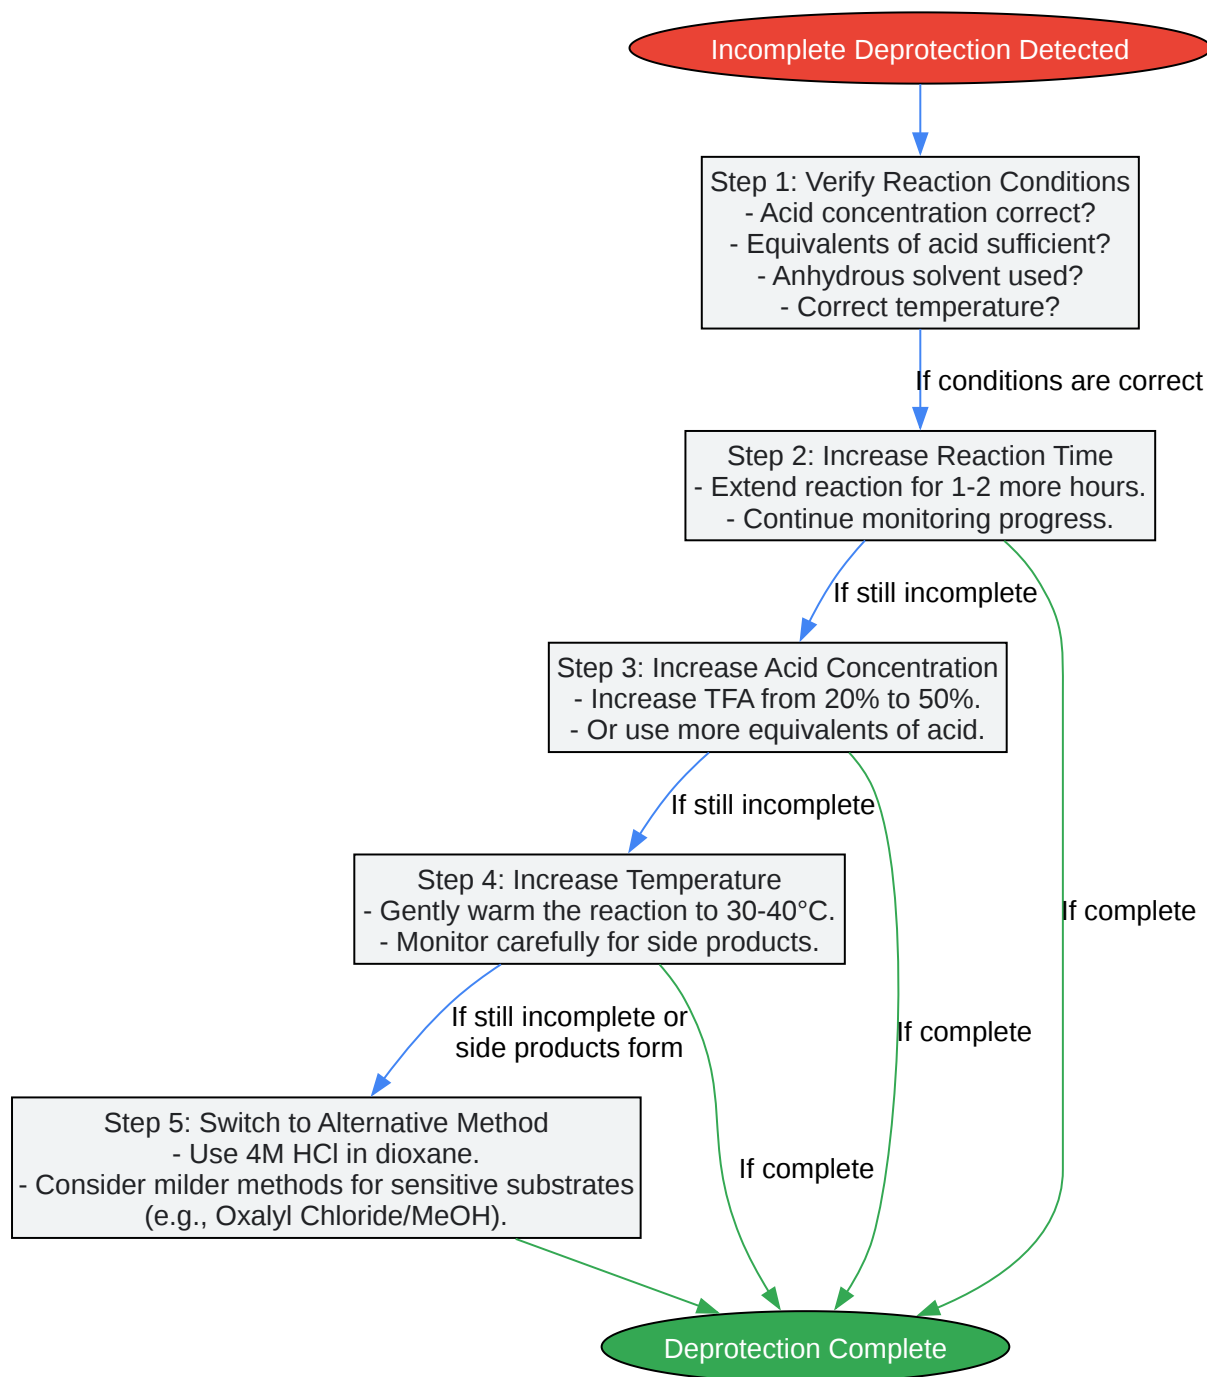 Incomplete Deprotection Detected
Step 1: Verify Reaction Conditions
- Acid concentration correct?
- Equivalents of acid sufficient?
- Anhydrous solvent used?
- Correct temperature?
If conditions are correct
Step 2: Increase Reaction Time
- Extend reaction for 1-2 more hours.
- Continue monitoring progress.
If still incomplete
Step 3: Increase Acid Concentration
- Increase TFA from 20% to 50%.
- Or use more equivalents of acid.
If still incomplete
Step 4: Increase Temperature
- Gently warm the reaction to 30-40°C.
- Monitor carefully for side products.
If complete
If still incomplete or
side products form
If complete
Step 5: Switch to Alternative Method
- Use 4M HCl in dioxane.
- Consider milder methods for sensitive substrates
(e.g., Oxalyl Chloride/MeOH).
If complete
Deprotection Complete